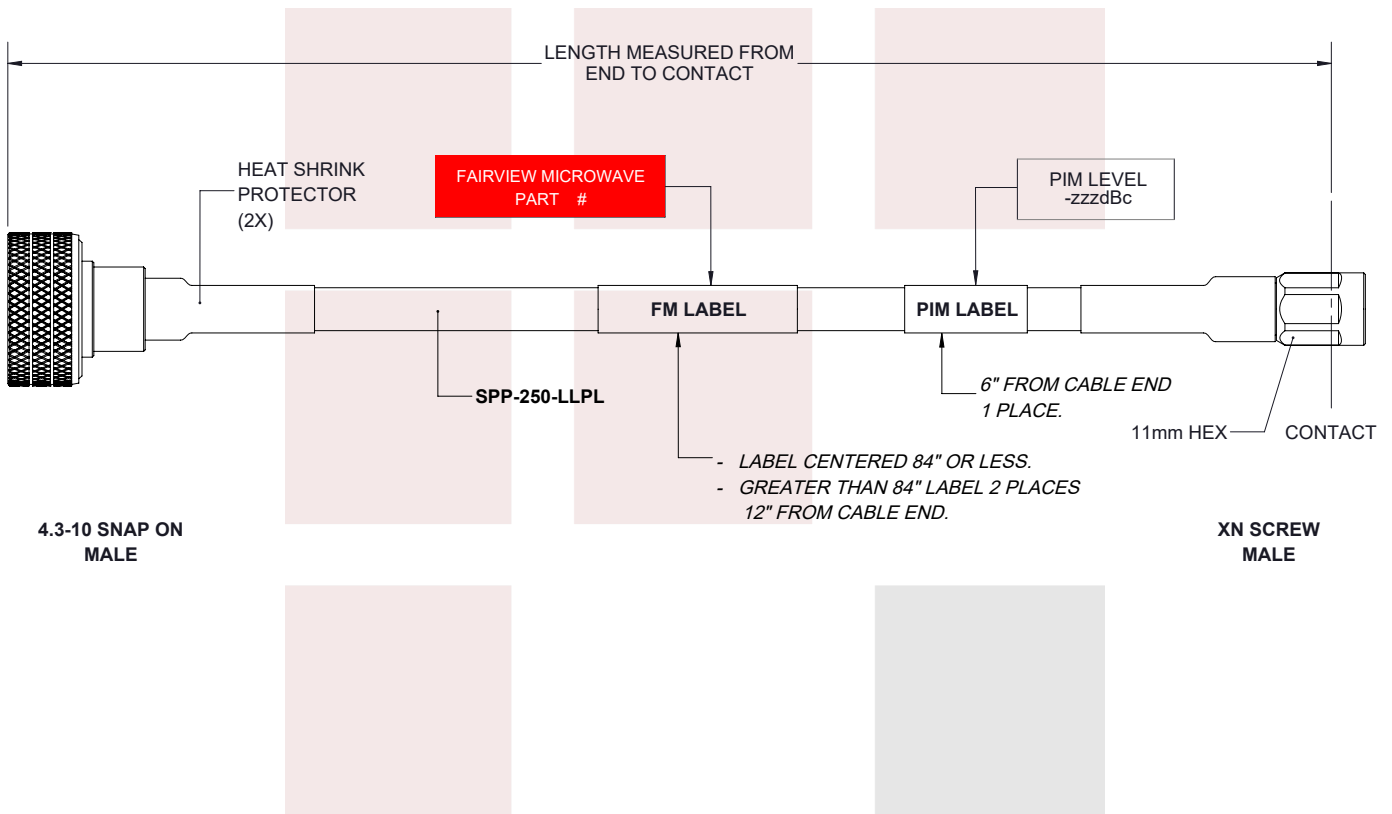 LENGTH MEASURED FROM
END TO CONTACT
HEAT SHRINK
PROTECTOR
(2X)
FAIRVIEW MICROWAVE
PART #
PIM LEVEL
-zzzdBc
FM LABEL
PIM LABEL
SPP-250-LLPL
6" FROM CABLE END
1 PLACE.
11mm HEX
CONTACT
- LABEL CENTERED 84" OR LESS.
- GREATER THAN 84" LABEL 2 PLACES
12" FROM CABLE END.
4.3-10 SNAP ON
MALE
XN SCREW
MALE